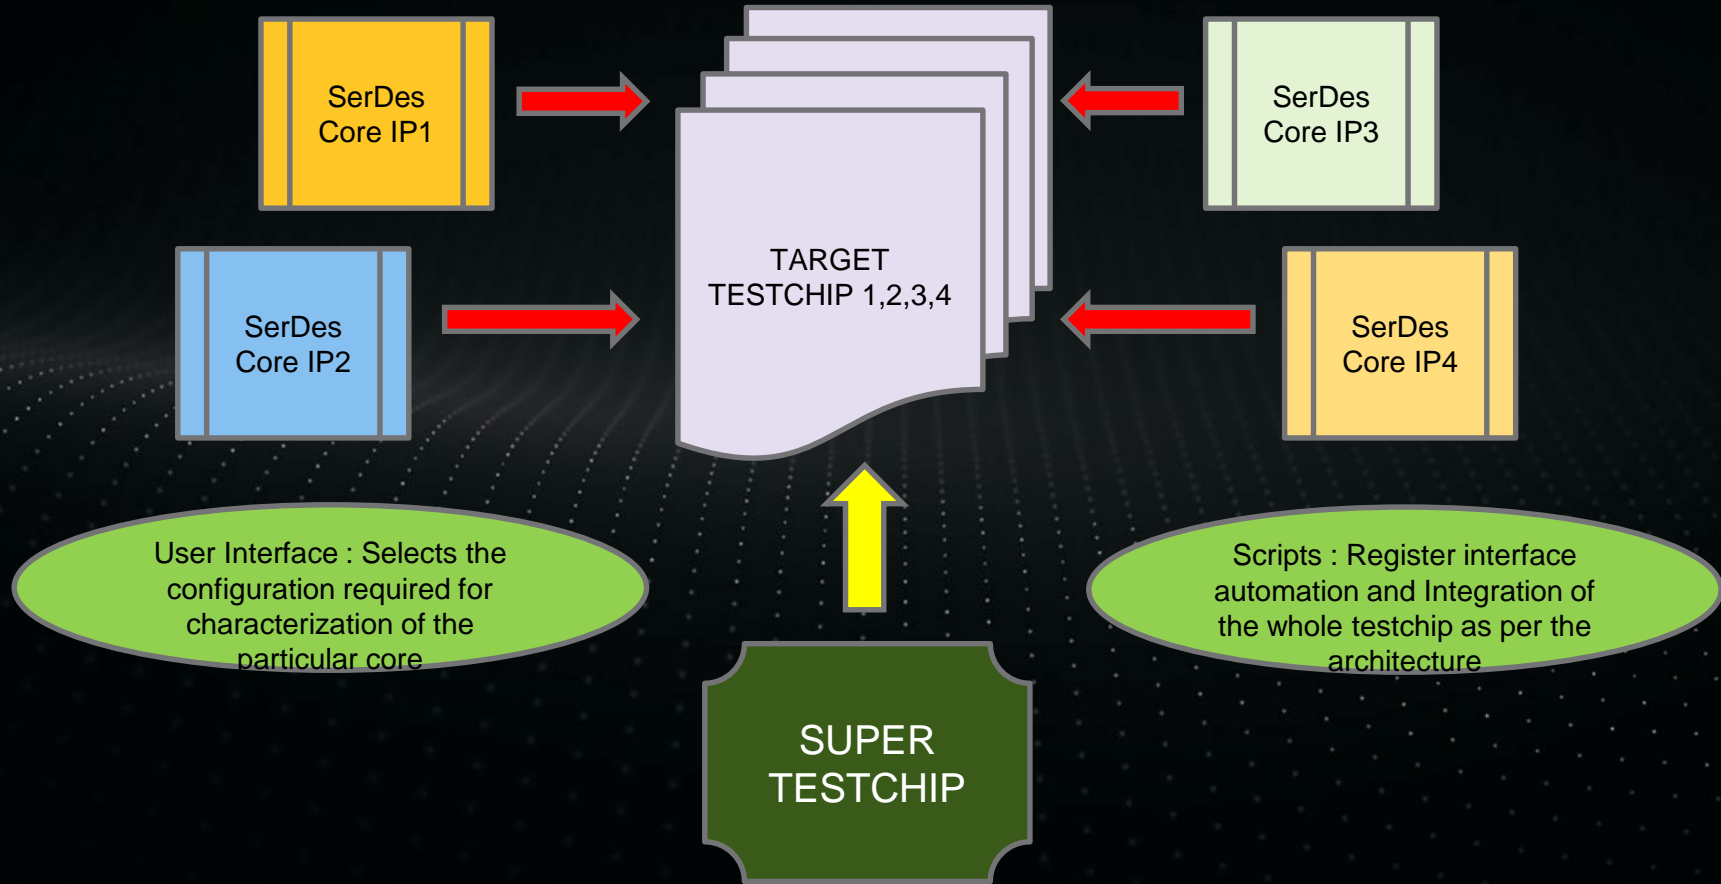 SerDes
Core IP1
SerDes
Core IP3
TARGET
TESTCHIP 1,2,3,4
SerDes
Core IP2
SerDes
Core IP4
User Interface : Selects the
configuration required for
characterization of the
particular core
Scripts : Register interface
automation and Integration of
the whole testchip as per the
architecture
SUPER
TESTCHIP